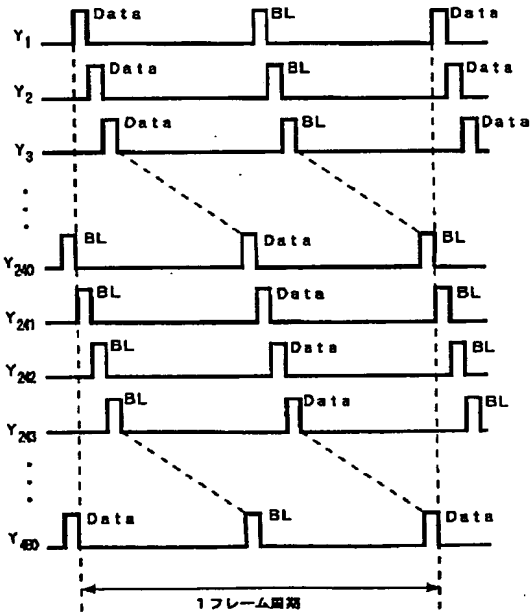 Y1 Data BL Data
Y2 Data BL Data
Y3 Data BL Data
Y240 BL Data BL
Y241 BL Data BL
Y242 BL Data BL
Y243 BL Data BL
Y480 Data BL Data
1フレーム周期